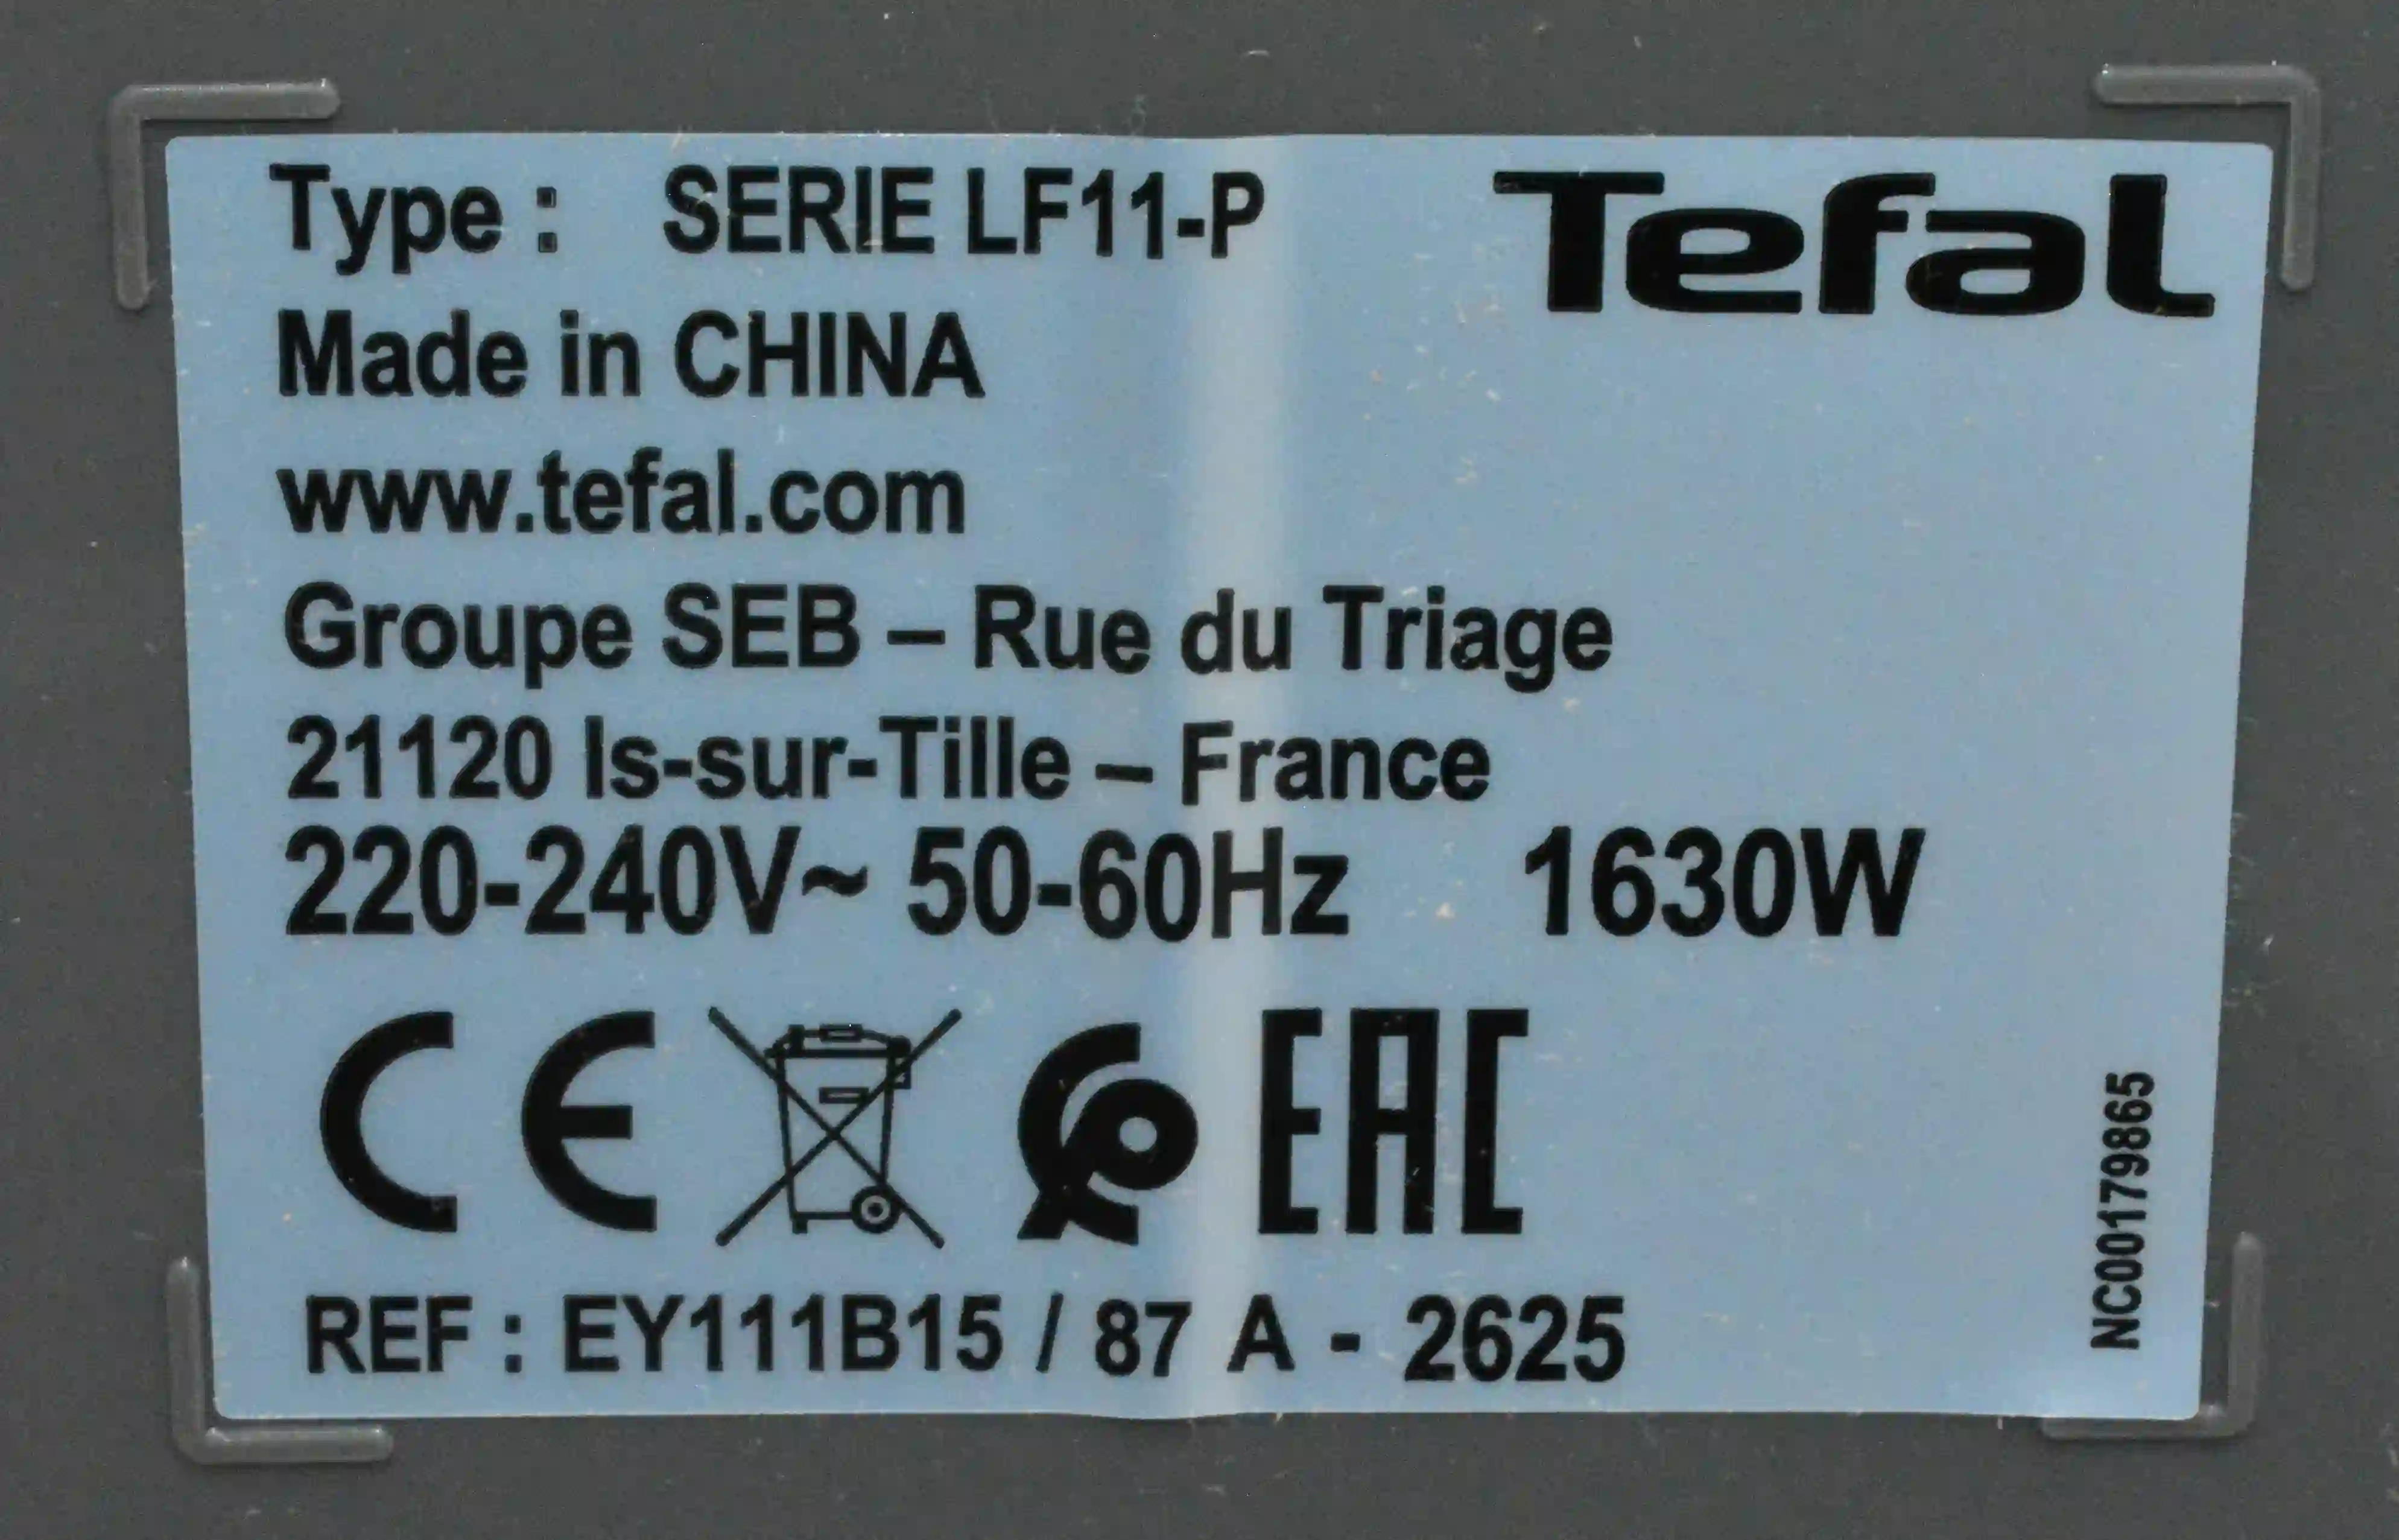 Type : SERIE LF11-P
Tefal
Made in CHINA
www.tefal.com
Groupe SEB – Rue du Triage
21120 Is-sur-Tille – France
220-240V~ 50-60Hz 1630W
CE EAC
REF : EY111B15 / 87 A - 2625
NC00179865